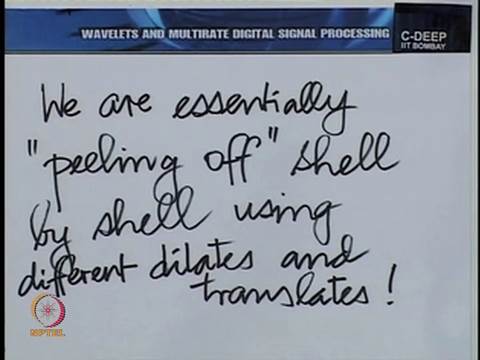 WAVELETS AND MULTIRATE DIGITAL SIGNAL PROCESSING
C-DEEP
IIT BOMBAY
We are essentially
"peeling off" shell
by shell using
different dilates and
translates !
NPTEL